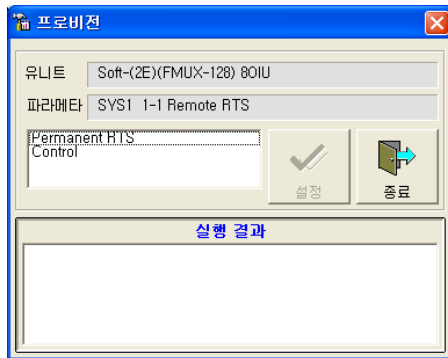 프로비전
유니트 Soft-(2E)(FMUX-128) 8OIU
파라메타 SYS1 1-1 Remote RTS
Permanent RTS
Control
설정
종료
실행 결과